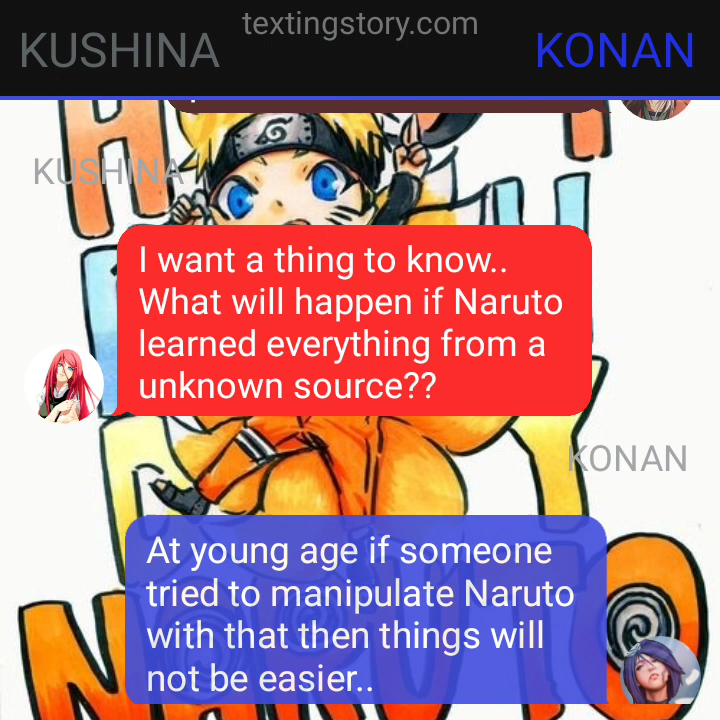 textingstory.com
KUSHINA
KONAN
KUSHINA
I want a thing to know..
What will happen if Naruto
learned everything from a
unknown source??
KONAN
At young age if someone
tried to manipulate Naruto
with that then things will
not be easier..